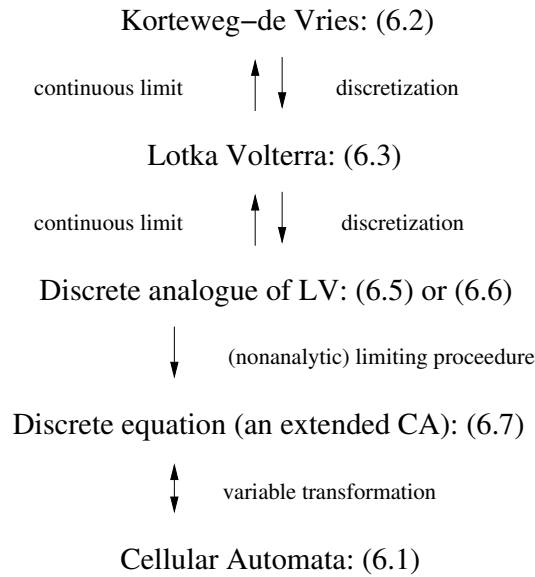 Korteweg–de Vries: (6.2)
continuous limit discretization
Lotka Volterra: (6.3)
continuous limit discretization
Discrete analogue of LV: (6.5) or (6.6)
(nonanalytic) limiting proceedure
Discrete equation (an extended CA): (6.7)
variable transformation
Cellular Automata: (6.1)